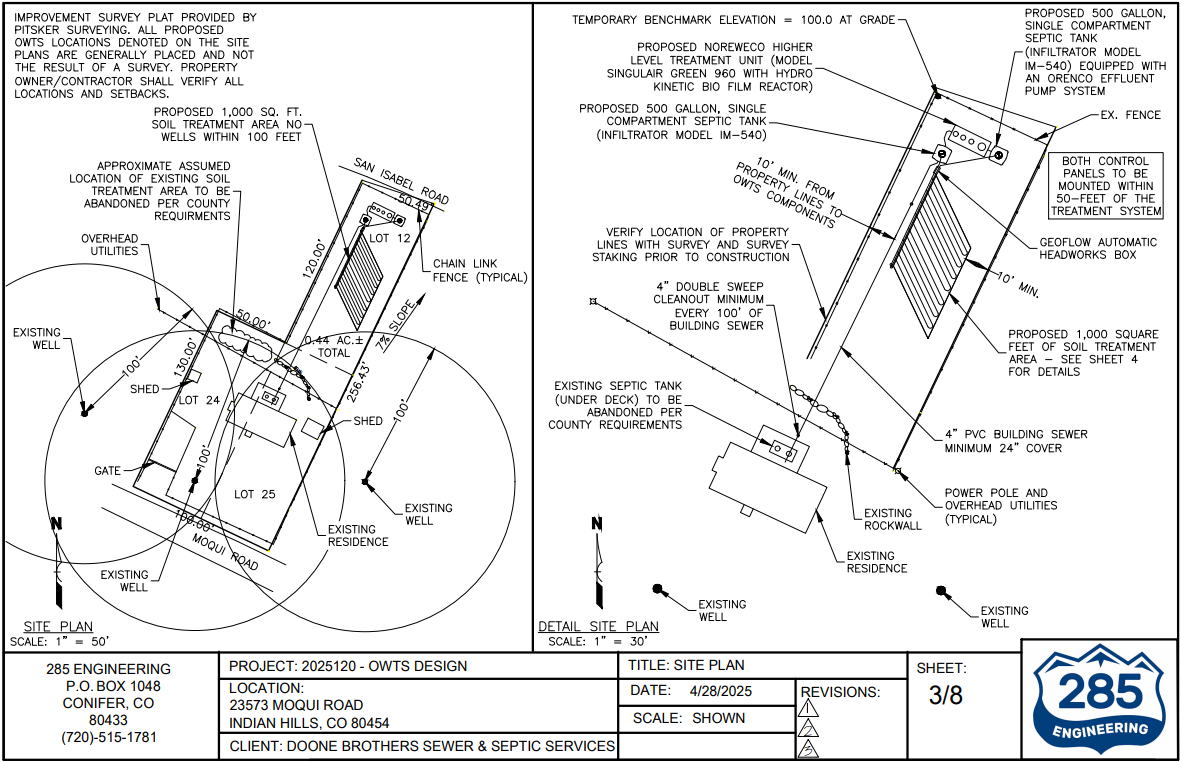 IMPROVEMENT SURVEY PLAT PROVIDED BY
PITSKER SURVEYING. ALL PROPOSED
OWTS LOCATIONS DENOTED ON THE SITE
PLANS ARE GENERALLY PLACED AND NOT
THE RESULT OF A SURVEY. PROPERTY
OWNER/CONTRACTOR SHALL VERIFY ALL
LOCATIONS AND SETBACKS.
PROPOSED 1,000 SQ. FT.
SOIL TREATMENT AREA NO
WELLS WITHIN 100 FEET
APPROXIMATE ASSUMED
LOCATION OF EXISTING SOIL
TREATMENT AREA TO BE
ABANDONED PER COUNTY
REQUIRMENTS
OVERHEAD
UTILITIES
SAN ISABEL ROAD
50.49'
LOT 12
120.00'
CHAIN LINK
FENCE (TYPICAL)
7% SLOPE
EXISTING
WELL
100'
50.00'
0.44 AC.±
TOTAL
130.00'
SHED
LOT 24
256.43'
100'
SHED
GATE
100'
LOT 25
100.00'
MOQUI ROAD
EXISTING
WELL
EXISTING
RESIDENCE
EXISTING
WELL
N
SITE PLAN
SCALE: 1" = 50'
TEMPORARY BENCHMARK ELEVATION = 100.0 AT GRADE
PROPOSED NOREWECO HIGHER
LEVEL TREATMENT UNIT (MODEL
SINGULAIR GREEN 960 WITH HYDRO
KINETIC BIO FILM REACTOR)
PROPOSED 500 GALLON, SINGLE
COMPARTMENT SEPTIC TANK
(INFILTRATOR MODEL IM-540)
PROPOSED 500 GALLON,
SINGLE COMPARTMENT
SEPTIC TANK
(INFILTRATOR MODEL
IM-540) EQUIPPED WITH
AN ORENCO EFFLUENT
PUMP SYSTEM
EX. FENCE
BOTH CONTROL
PANELS TO BE
MOUNTED WITHIN
50-FEET OF THE
TREATMENT SYSTEM
10' MIN. FROM
PROPERTY LINES TO
OWTS COMPONENTS
VERIFY LOCATION OF PROPERTY
LINES WITH SURVEY AND SURVEY
STAKING PRIOR TO CONSTRUCTION
GEOFLOW AUTOMATIC
HEADWORKS BOX
10' MIN.
4" DOUBLE SWEEP
CLEANOUT MINIMUM
EVERY 100' OF
BUILDING SEWER
PROPOSED 1,000 SQUARE
FEET OF SOIL TREATMENT
AREA – SEE SHEET 4
FOR DETAILS
EXISTING SEPTIC TANK
(UNDER DECK) TO BE
ABANDONED PER
COUNTY REQUIREMENTS
4" PVC BUILDING SEWER
MINIMUM 24" COVER
POWER POLE AND
OVERHEAD UTILITIES
(TYPICAL)
EXISTING
ROCKWALL
EXISTING
RESIDENCE
N
EXISTING
WELL
EXISTING
WELL
DETAIL SITE PLAN
SCALE: 1" = 30'
285 ENGINEERING
P.O. BOX 1048
CONIFER, CO
80433
(720)-515-1781
PROJECT: 2025120 - OWTS DESIGN
LOCATION:
23573 MOQUI ROAD
INDIAN HILLS, CO 80454
CLIENT: DOONE BROTHERS SEWER & SEPTIC SERVICES
TITLE: SITE PLAN
DATE: 4/28/2025
SCALE: SHOWN
REVISIONS:
1
2
3
SHEET:
3/8
285
ENGINEERING